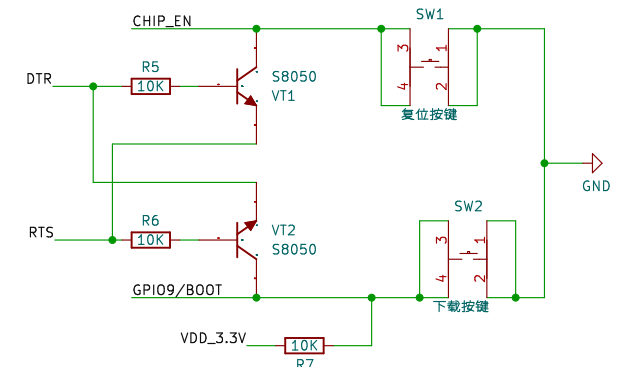 CHIP_EN
SW1
3
1
4
2
复位按键
DTR
R5
10K
S8050
VT1
GND
RTS
R6
10K
VT2
S8050
SW2
3
1
4
2
下载按键
GPIO9/BOOT
VDD_3.3V
10K
R7